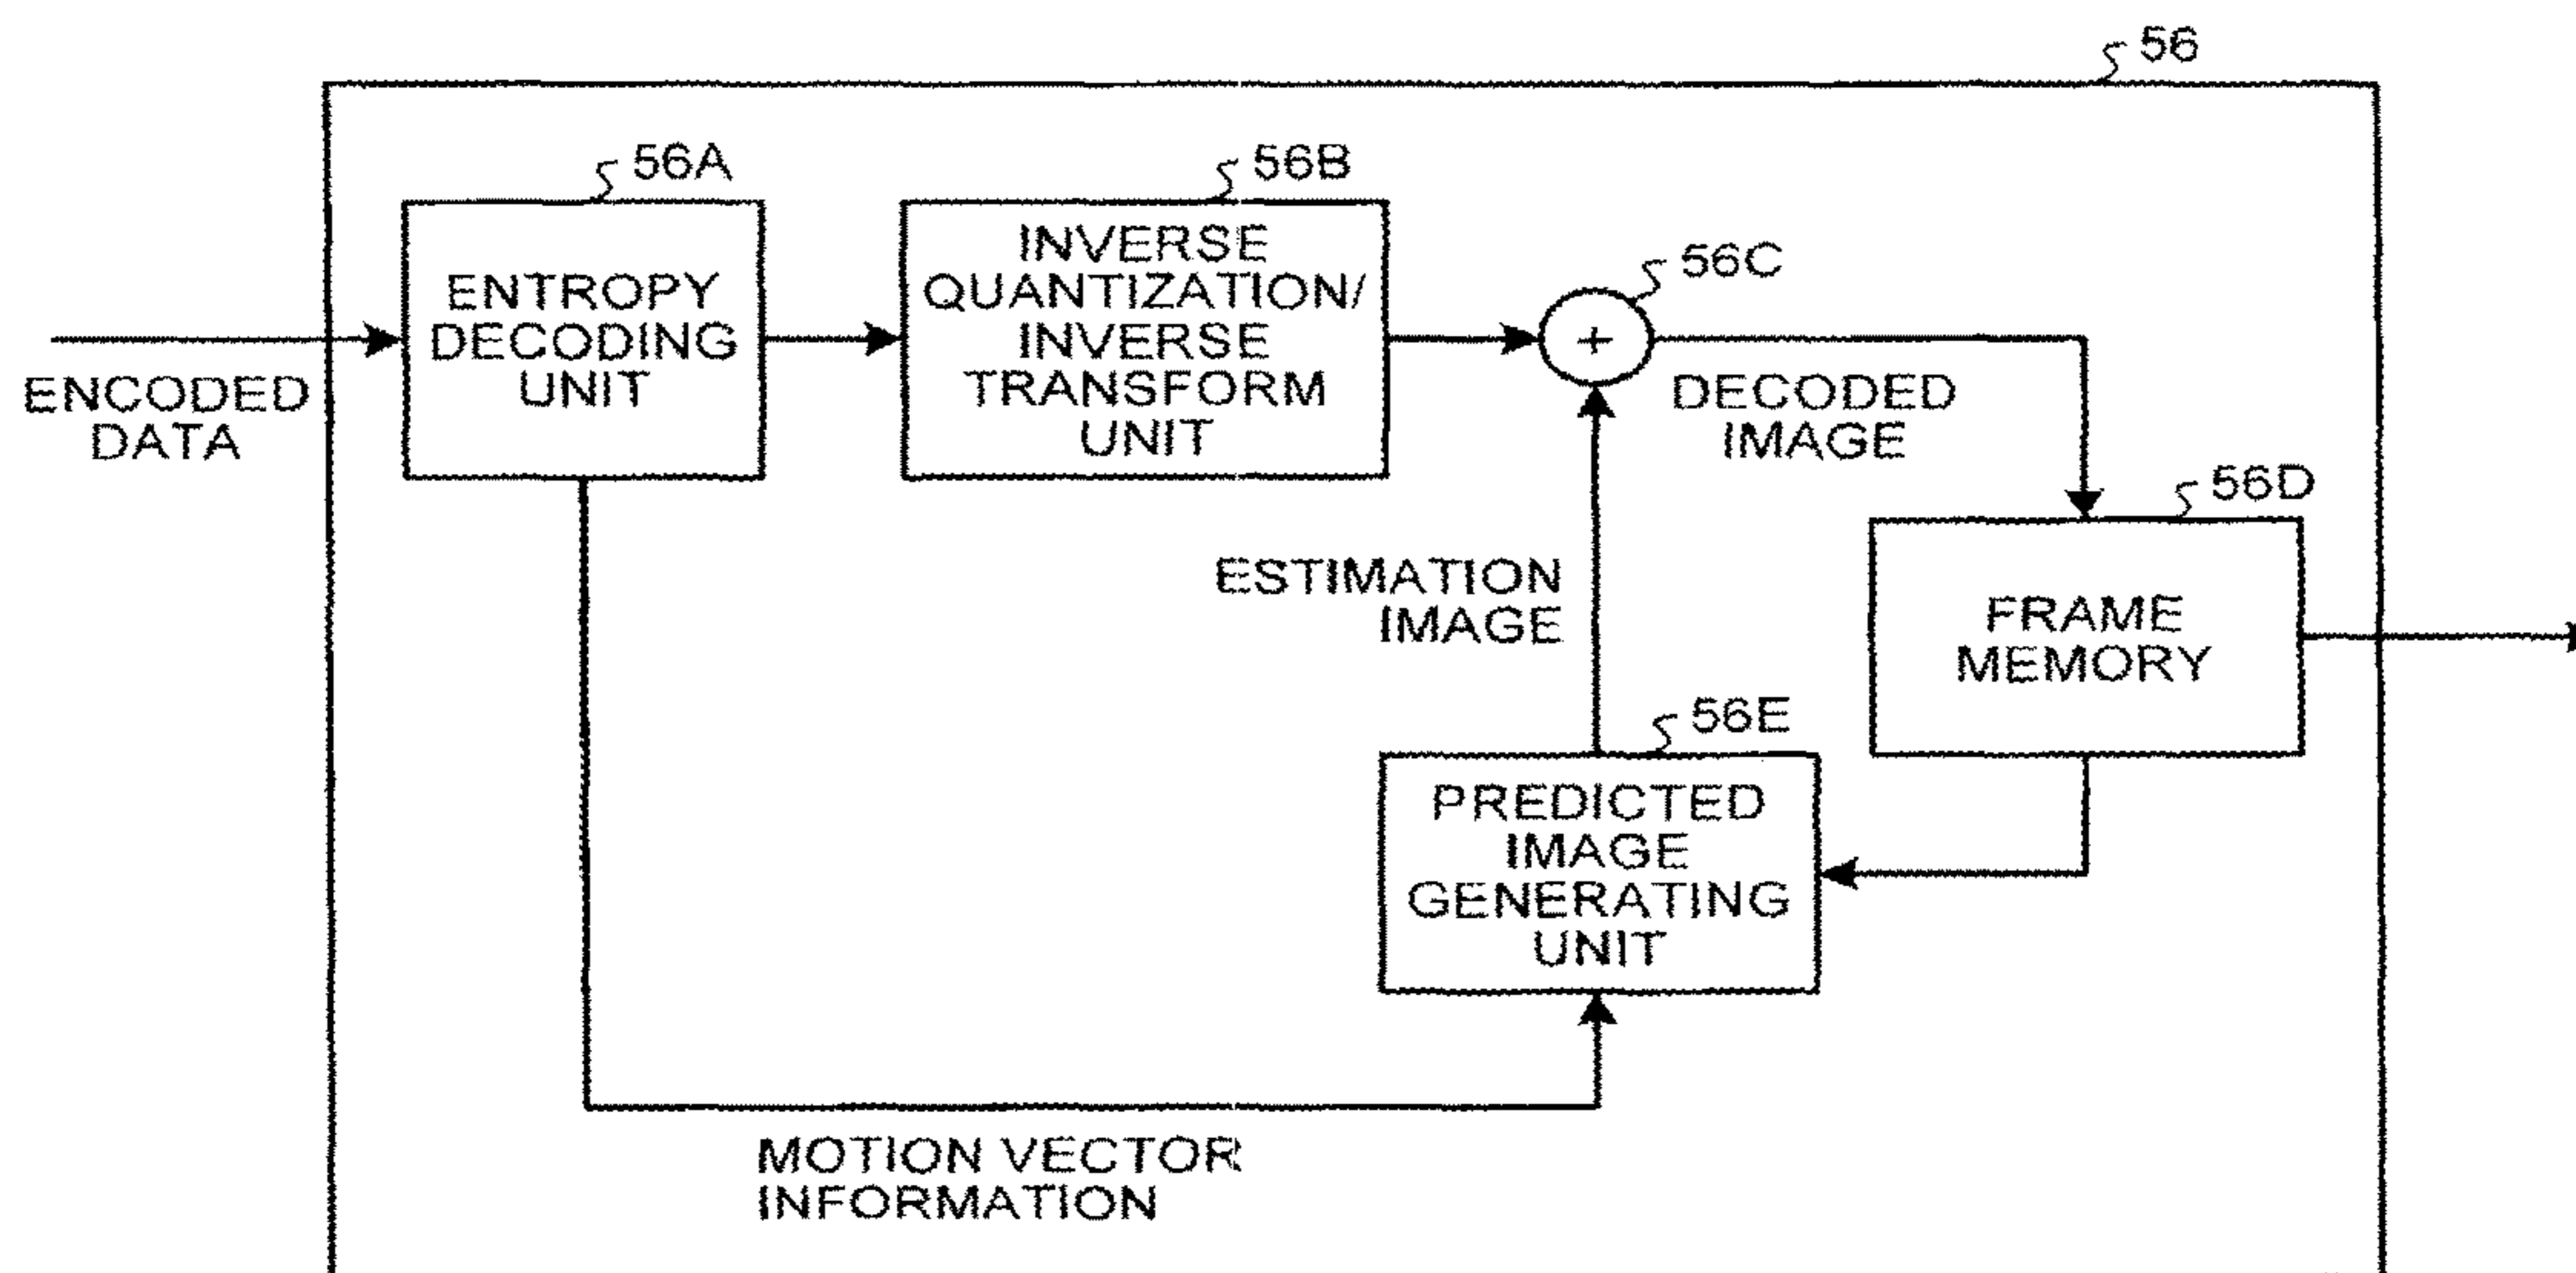 56
56A
56B
ENTROPY
DECODING
UNIT
INVERSE
QUANTIZATION/
INVERSE
TRANSFORM
UNIT
56C
+
ENCODED
DATA
DECODED
IMAGE
56D
ESTIMATION
IMAGE
FRAME
MEMORY
56E
PREDICTED
IMAGE
GENERATING
UNIT
MOTION VECTOR
INFORMATION